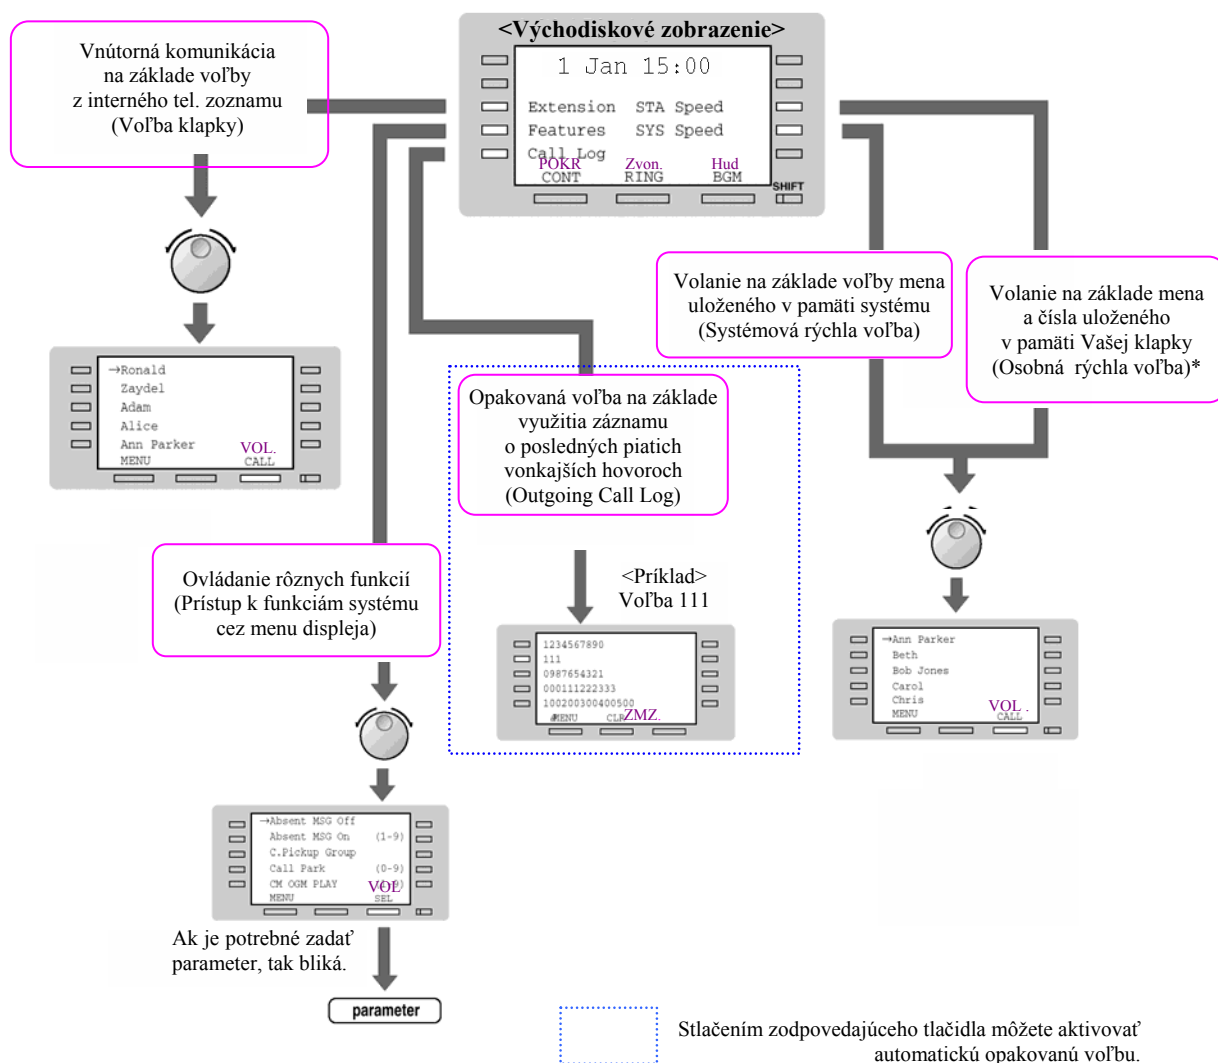 <Východiskové zobrazenie>
1 Jan 15:00
Extension STA Speed
Features SYS Speed
Call Log
POKR Zvon. Hud
CONT RING BGM
SHIFT
Vnútorná komunikácia
na základe voľby
z interného tel. zoznamu
(Voľba klapky)
→Ronald
Zaydel
Adam
Alice
Ann Parker
VOL.
MENU CALL
Ovládanie rôznych funkcií
(Prístup k funkciám systému
cez menu displeja)
→Absent MSG Off
Absent MSG On (1-9)
C.Pickup Group
Call Park (0-9)
CM OGM PLAY
VOL
MENU SEL
Ak je potrebné zadať
parameter, tak bliká.
parameter
Opakovaná voľba na základe
využitia záznamu
o posledných piatich
vonkajších hovoroch
(Outgoing Call Log)
<Príklad>
Voľba 111
1234567890
111
0987654321
000111222333
100200300400500
MENU CLR ZMZ.
Volanie na základe voľby mena
uloženého v pamäti systému
(Systémová rýchla voľba)
Volanie na základe mena
a čísla uloženého
v pamäti Vašej klapky
(Osobná rýchla voľba)*
→Ann Parker
Beth
Bob Jones
Carol
Chris
VOL .
MENU CALL
Stlačením zodpovedajúceho tlačidla môžete aktivovať
automatickú opakovanú voľbu.